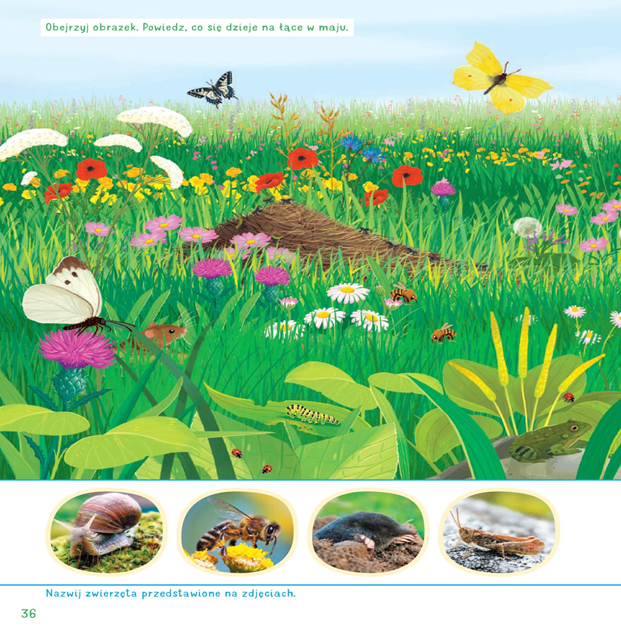 Obejrzyj obrazek. Powiedz, co się dzieje na łące w maju.
Nazwij zwierzęta przedstawione na zdjęciach.
36